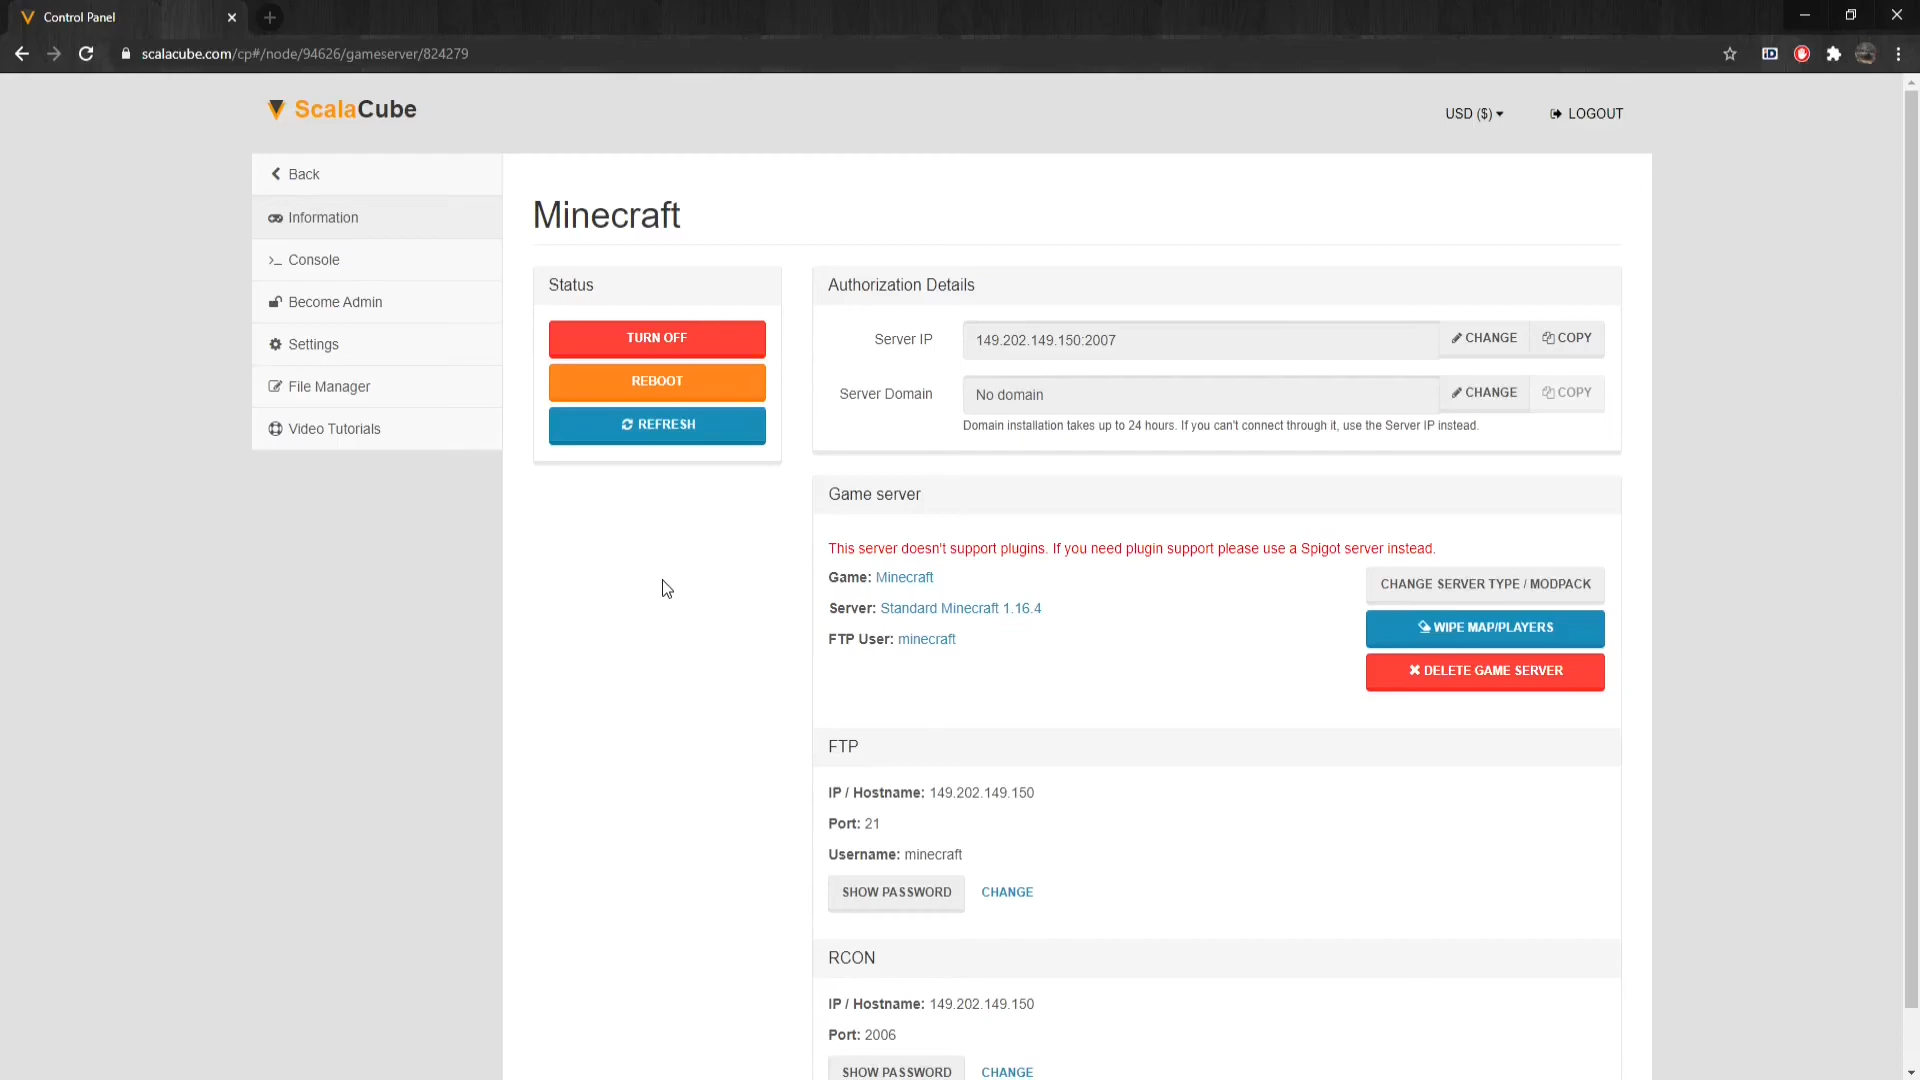 Control Panel
scalacube.com/cp#/node/94626/gameserver/824279
ScalaCube
USD ($)
LOGOUT
Back
Information
Console
Become Admin
Settings
File Manager
Video Tutorials
Minecraft
Status
TURN OFF
REBOOT
REFRESH
Authorization Details
Server IP
149.202.149.150:2007
CHANGE
COPY
Server Domain
No domain
CHANGE
COPY
Domain installation takes up to 24 hours. If you can't connect through it, use the Server IP instead.
Game server
This server doesn't support plugins. If you need plugin support please use a Spigot server instead.
Game: Minecraft
Server: Standard Minecraft 1.16.4
FTP User: minecraft
CHANGE SERVER TYPE / MODPACK
WIPE MAP/PLAYERS
DELETE GAME SERVER
FTP
IP / Hostname: 149.202.149.150
Port: 21
Username: minecraft
SHOW PASSWORD
CHANGE
RCON
IP / Hostname: 149.202.149.150
Port: 2006
SHOW PASSWORD
CHANGE